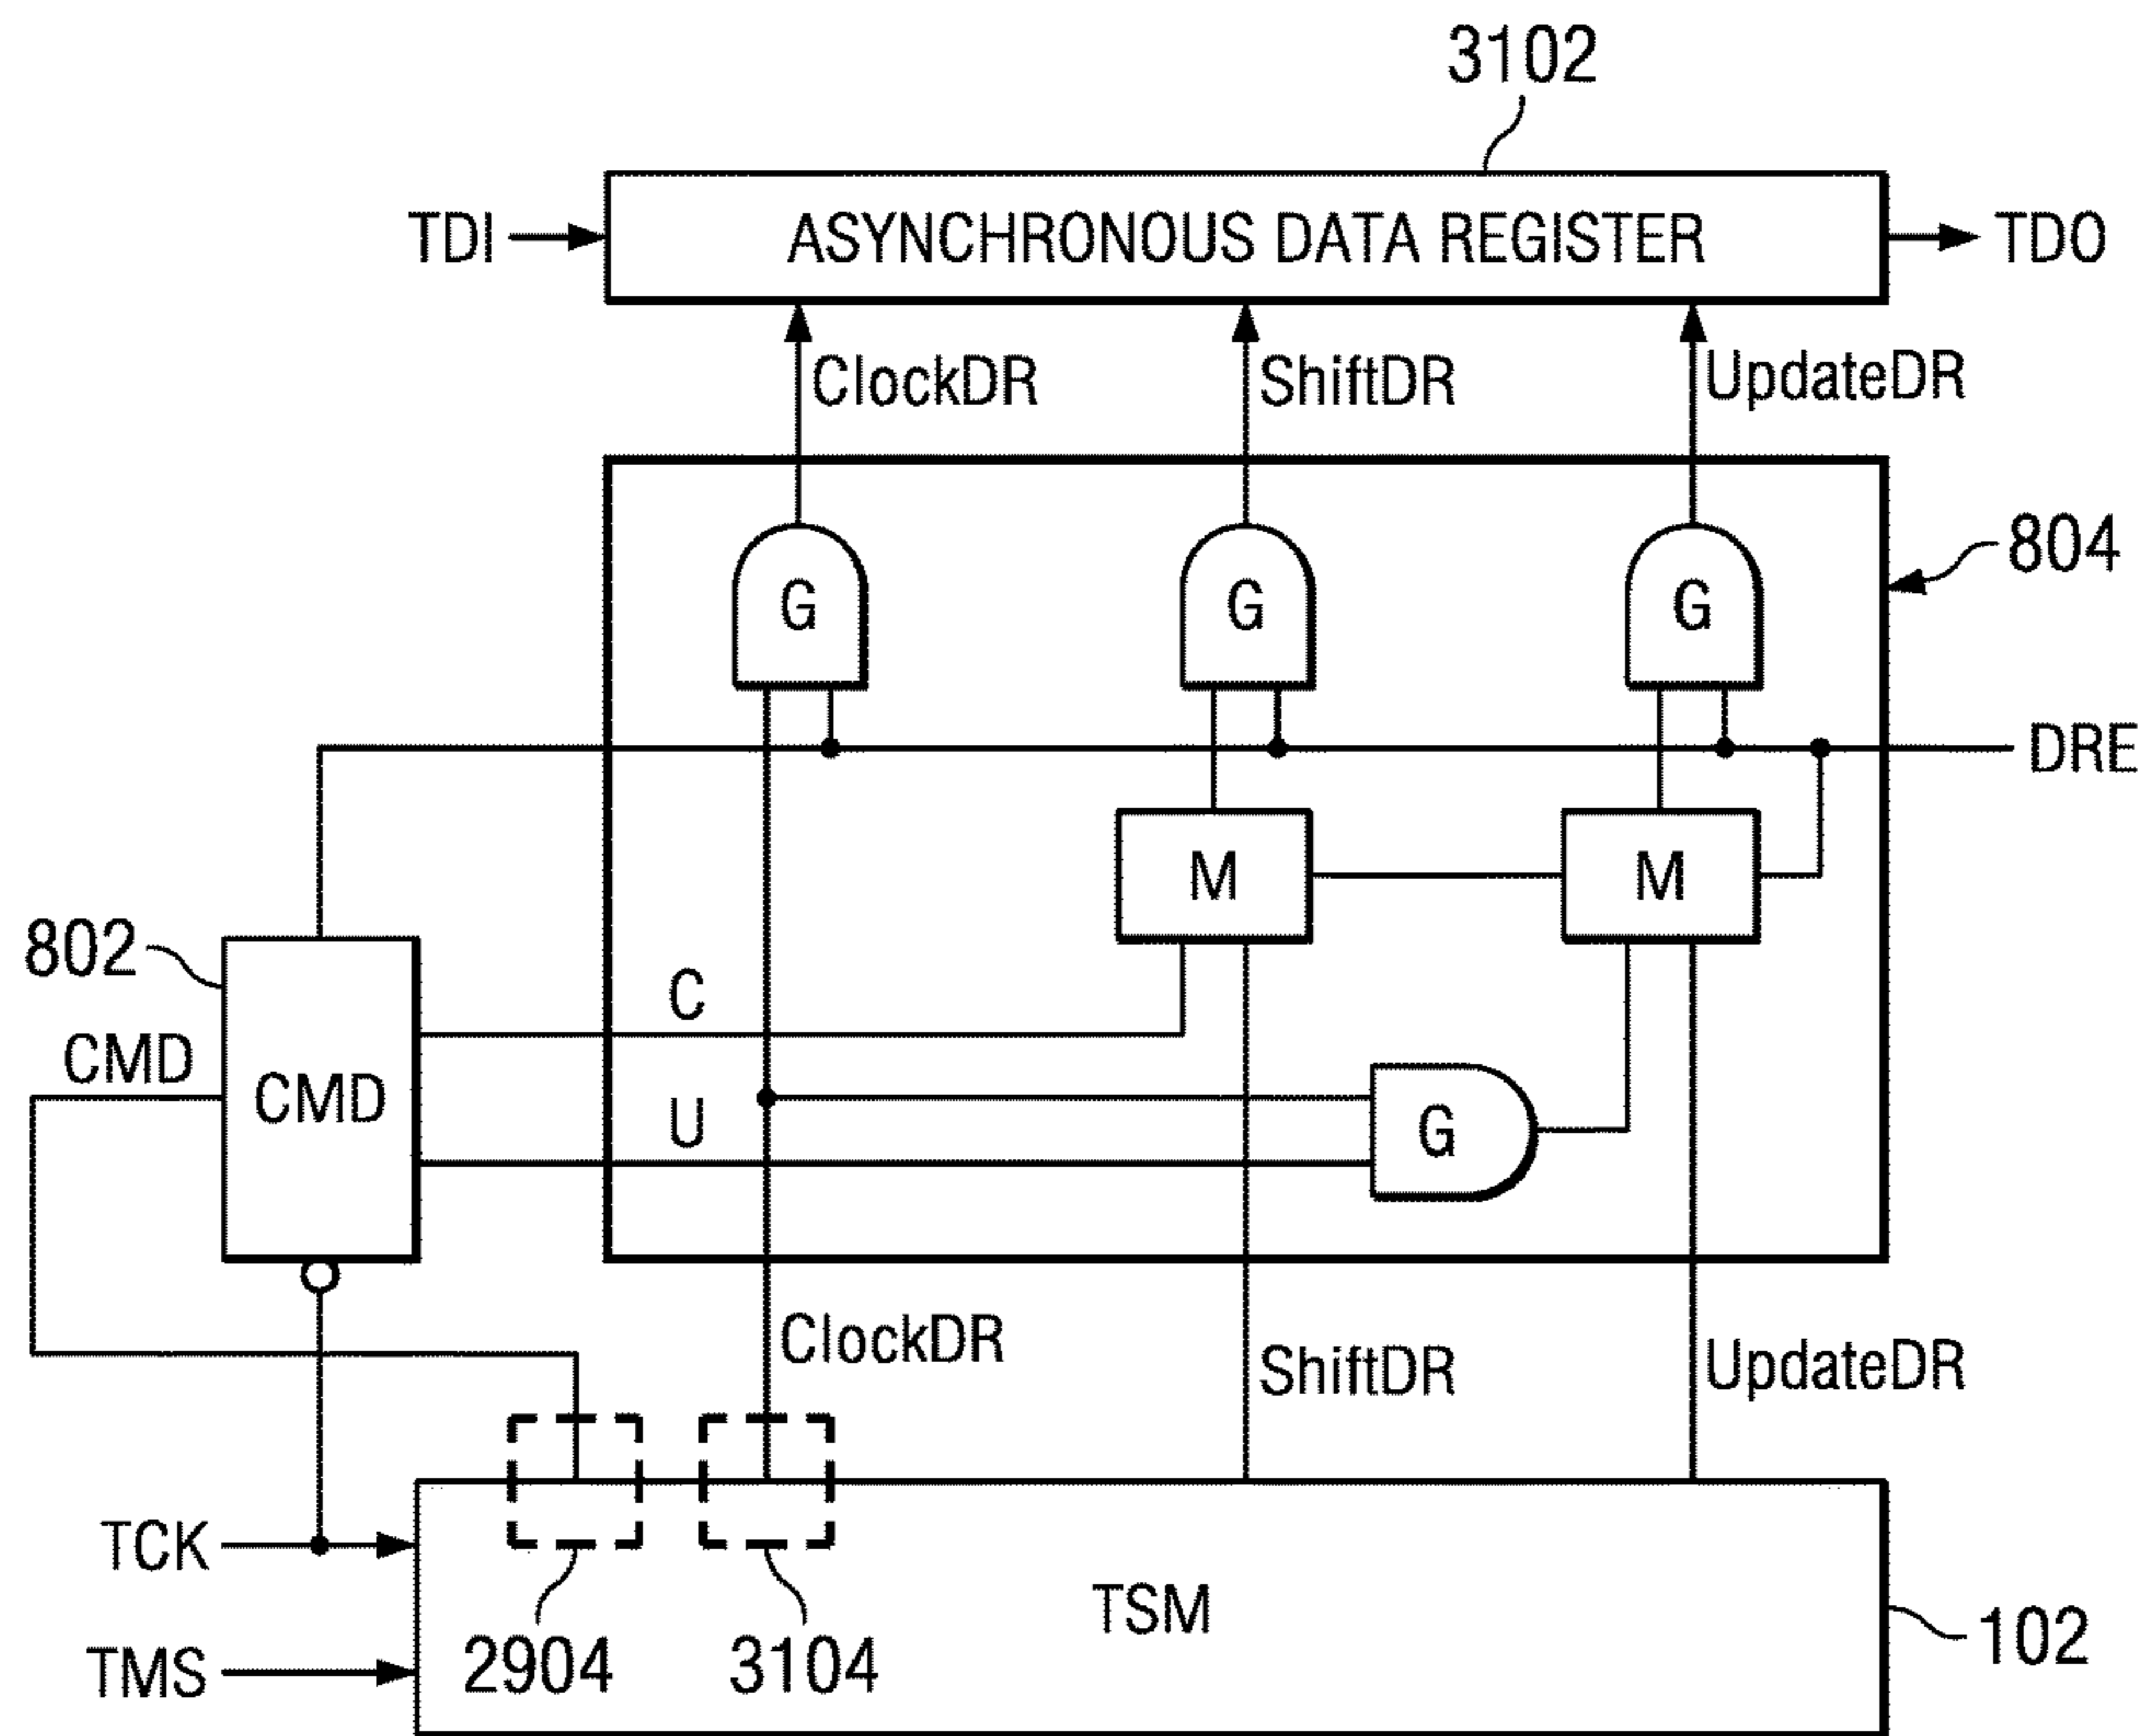 3102
TDI
ASYNCHRONOUS DATA REGISTER
TDO
ClockDR
ShiftDR
UpdateDR
804
G
G
G
DRE
M
M
802
C
CMD
CMD
U
G
ClockDR
ShiftDR
UpdateDR
TCK
TSM
102
TMS
2904
3104